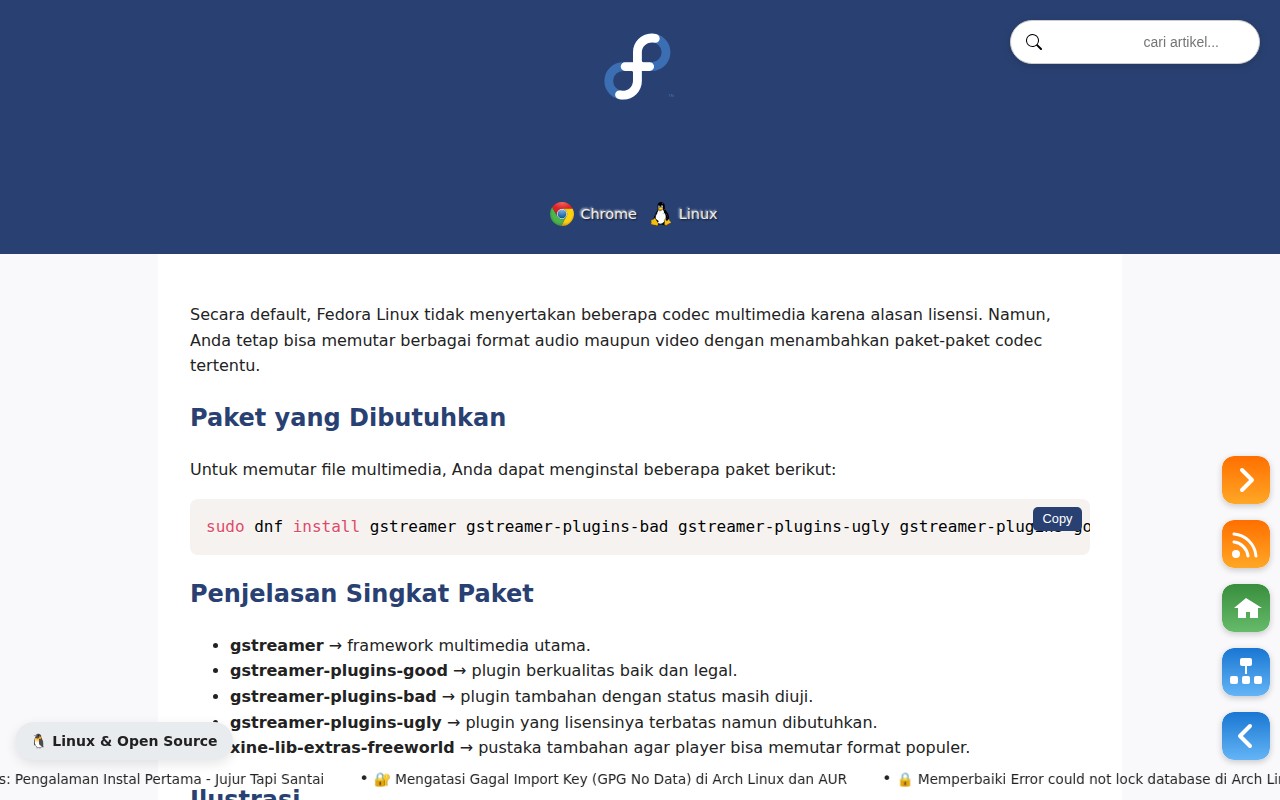 cari artikel...
Chrome Linux
Secara default, Fedora Linux tidak menyertakan beberapa codec multimedia karena alasan lisensi. Namun,
Anda tetap bisa memutar berbagai format audio maupun video dengan menambahkan paket-paket codec
tertentu.
Paket yang Dibutuhkan
Untuk memutar file multimedia, Anda dapat menginstal beberapa paket berikut:
Copy
sudo dnf install gstreamer gstreamer-plugins-bad gstreamer-plugins-ugly
Penjelasan Singkat Paket
• gstreamer → framework multimedia utama.
• gstreamer-plugins-good → plugin berkualitas baik dan legal.
• gstreamer-plugins-bad → plugin tambahan dengan status masih diuji.
• gstreamer-plugins-ugly → plugin yang lisensinya terbatas namun dibutuhkan.
xine-lib-extras-freeworld → pustaka tambahan agar player bisa memutar format populer.
🐧 Linux & Open Source
s: Pengalaman Instal Pertama - Jujur Tapi Santai • 🔐 Mengatasi Gagal Import Key (GPG No Data) di Arch Linux dan AUR • 🔒 Memperbaiki Error could not lock database di Arch
Ilustrasi